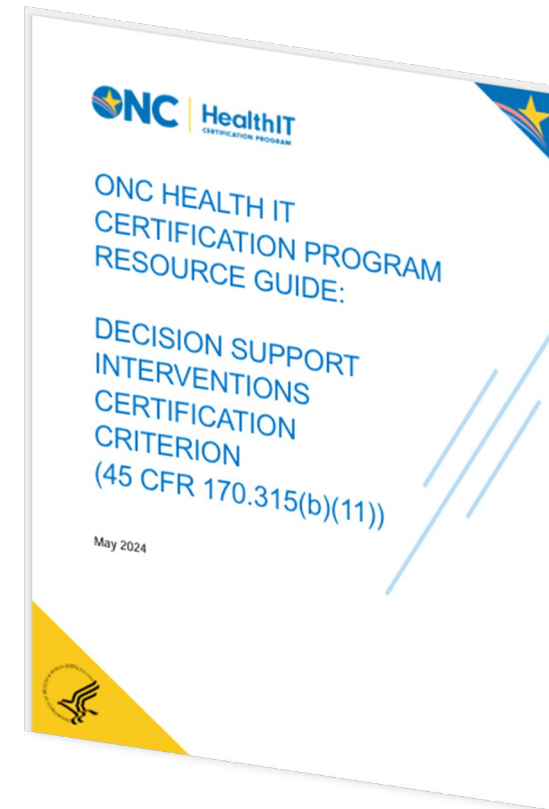 ONC HealthIT
CERTIFICATION PROGRAM
ONC HEALTH IT
CERTIFICATION PROGRAM
RESOURCE GUIDE:
DECISION SUPPORT
INTERVENTIONS
CERTIFICATION
CRITERION
(45 CFR 170.315(b)(11))
May 2024